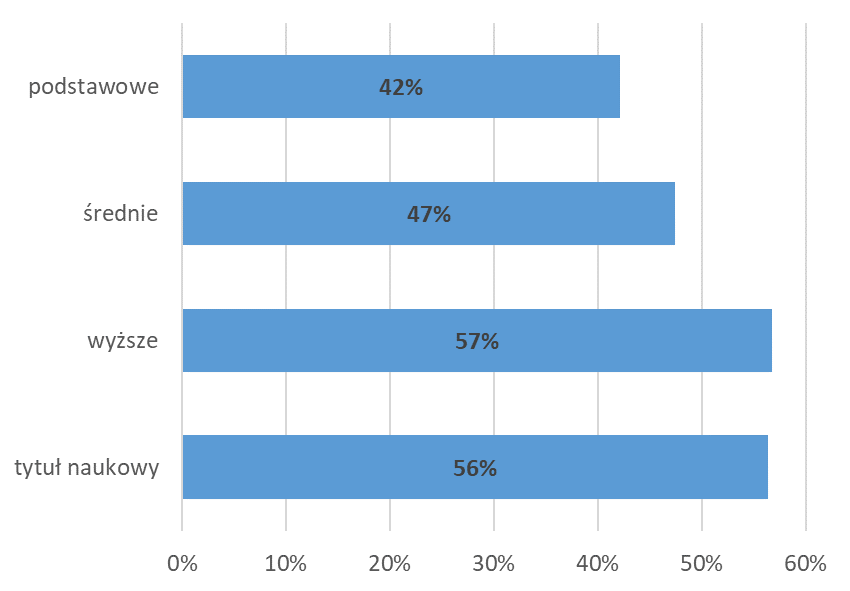 podstawowe 42%
średnie 47%
wyższe 57%
tytuł naukowy 56%
0% 10% 20% 30% 40% 50% 60%